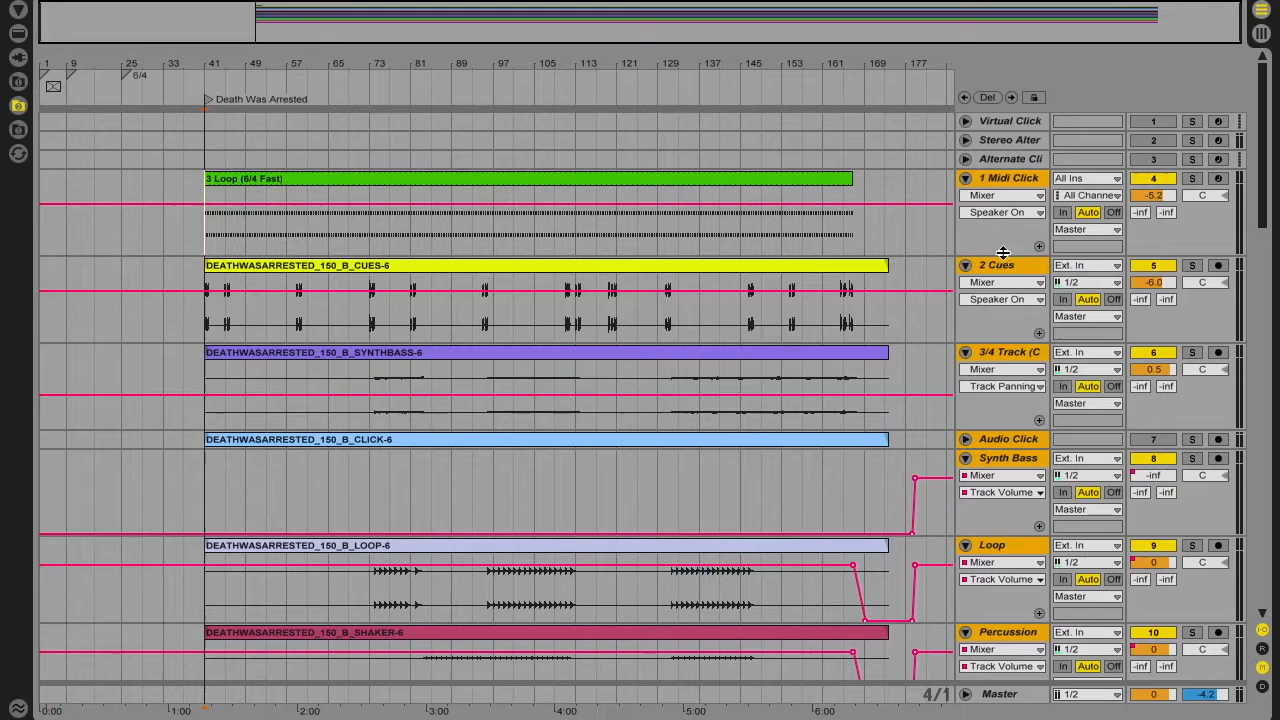 1 9 25 33 41 49 57 65 73 81 89 97 105 113 121 129 137 145 153 161 169 177
6/4
Death Was Arrested
Del
Virtual Click 1 S
Stereo Alter 2 S
Alternate Cli 3 S
3 Loop (6/4 Fast) 1 Midi Click All Ins 4 S
Mixer All Channe -5.2 C
Speaker On In Auto Off -inf -inf
Master
DEATHWASARRESTED_150_B_CUES-6 2 Cues Ext. In 5 S
Mixer 1/2 -6.0 C
Speaker On In Auto Off -inf -inf
Master
DEATHWASARRESTED_150_B_SYNTHBASS-6 3/4 Track (C Ext. In 6 S
Mixer 1/2 0.5 C
Track Panning In Auto Off -inf -inf
Master
DEATHWASARRESTED_150_B_CLICK-6 Audio Click 7 S
Synth Bass Ext. In 8 S
Mixer 1/2 -inf C
Track Volume In Auto Off -inf -inf
Master
DEATHWASARRESTED_150_B_LOOP-6 Loop Ext. In 9 S
Mixer 1/2 0 C
Track Volume In Auto Off -inf -inf
Master
DEATHWASARRESTED_150_B_SHAKER-6 Percussion Ext. In 10 S
Mixer 1/2 0 C
Track Volume In Auto Off -inf -inf
4/1 Master 1/2 0 -4.2
0:00 1:00 2:00 3:00 4:00 5:00 6:00
I-O
R
M
D